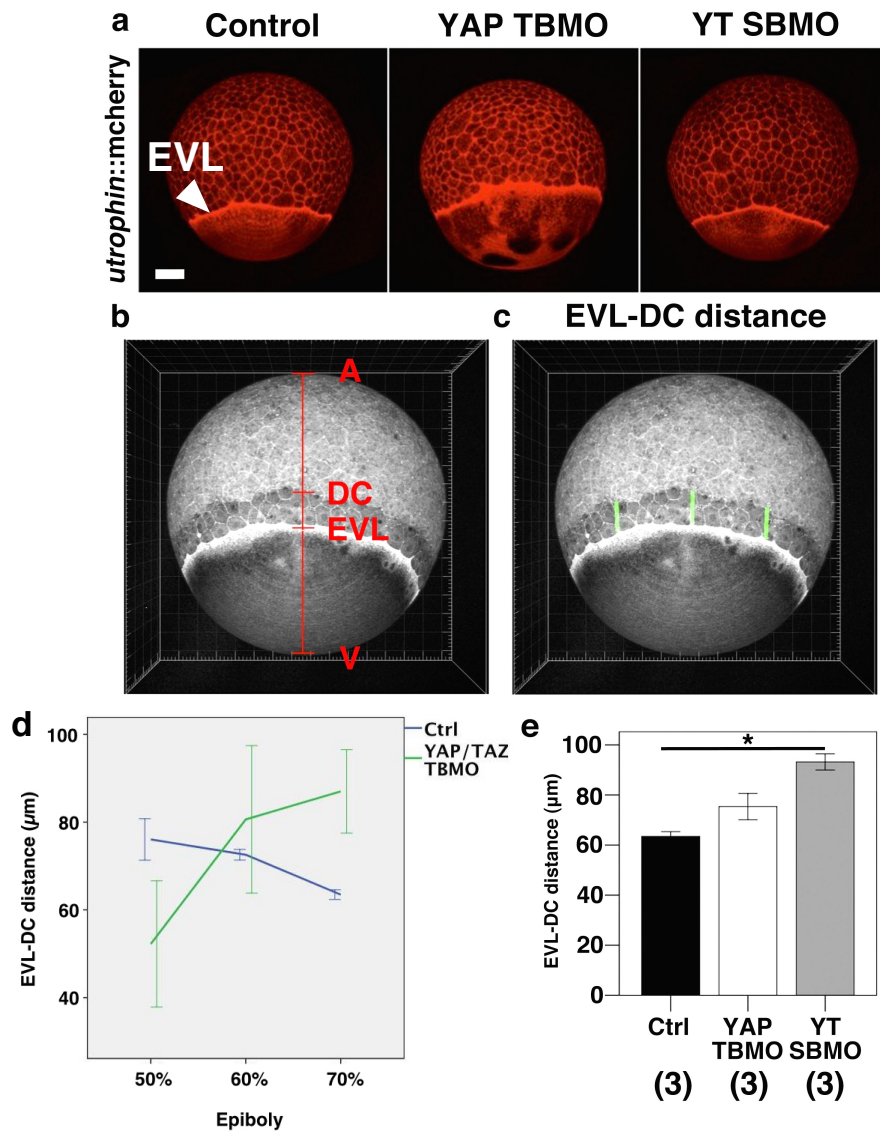 a
Control
YAP TBMO
YT SBMO
utrophin::mcherry
EVL
b
A
DC
EVL
V
c
EVL-DC distance
d
Ctrl
YAP/TAZ
TBMO
EVL-DC distance (μm)
100
80
60
40
50%
60%
70%
Epiboly
e
*
EVL-DC distance (μm)
100
80
60
40
20
0
Ctrl
YAP
TBMO
YT
SBMO
(3)
(3)
(3)